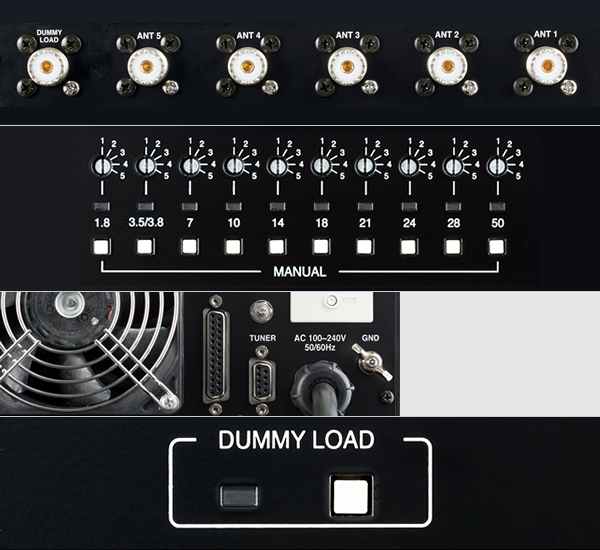 DUMMY
LOAD
ANT 5
ANT 4
ANT 3
ANT 2
ANT 1
1 2 3 4 5
1 2 3 4 5
1 2 3 4 5
1 2 3 4 5
1 2 3 4 5
1 2 3 4 5
1 2 3 4 5
1 2 3 4 5
1 2 3 4 5
1 2 3 4 5
1.8 3.5/3.8 7 10 14 18 21 24 28 50
MANUAL
TUNER
AC 100~240V
50/60Hz
GND
DUMMY LOAD